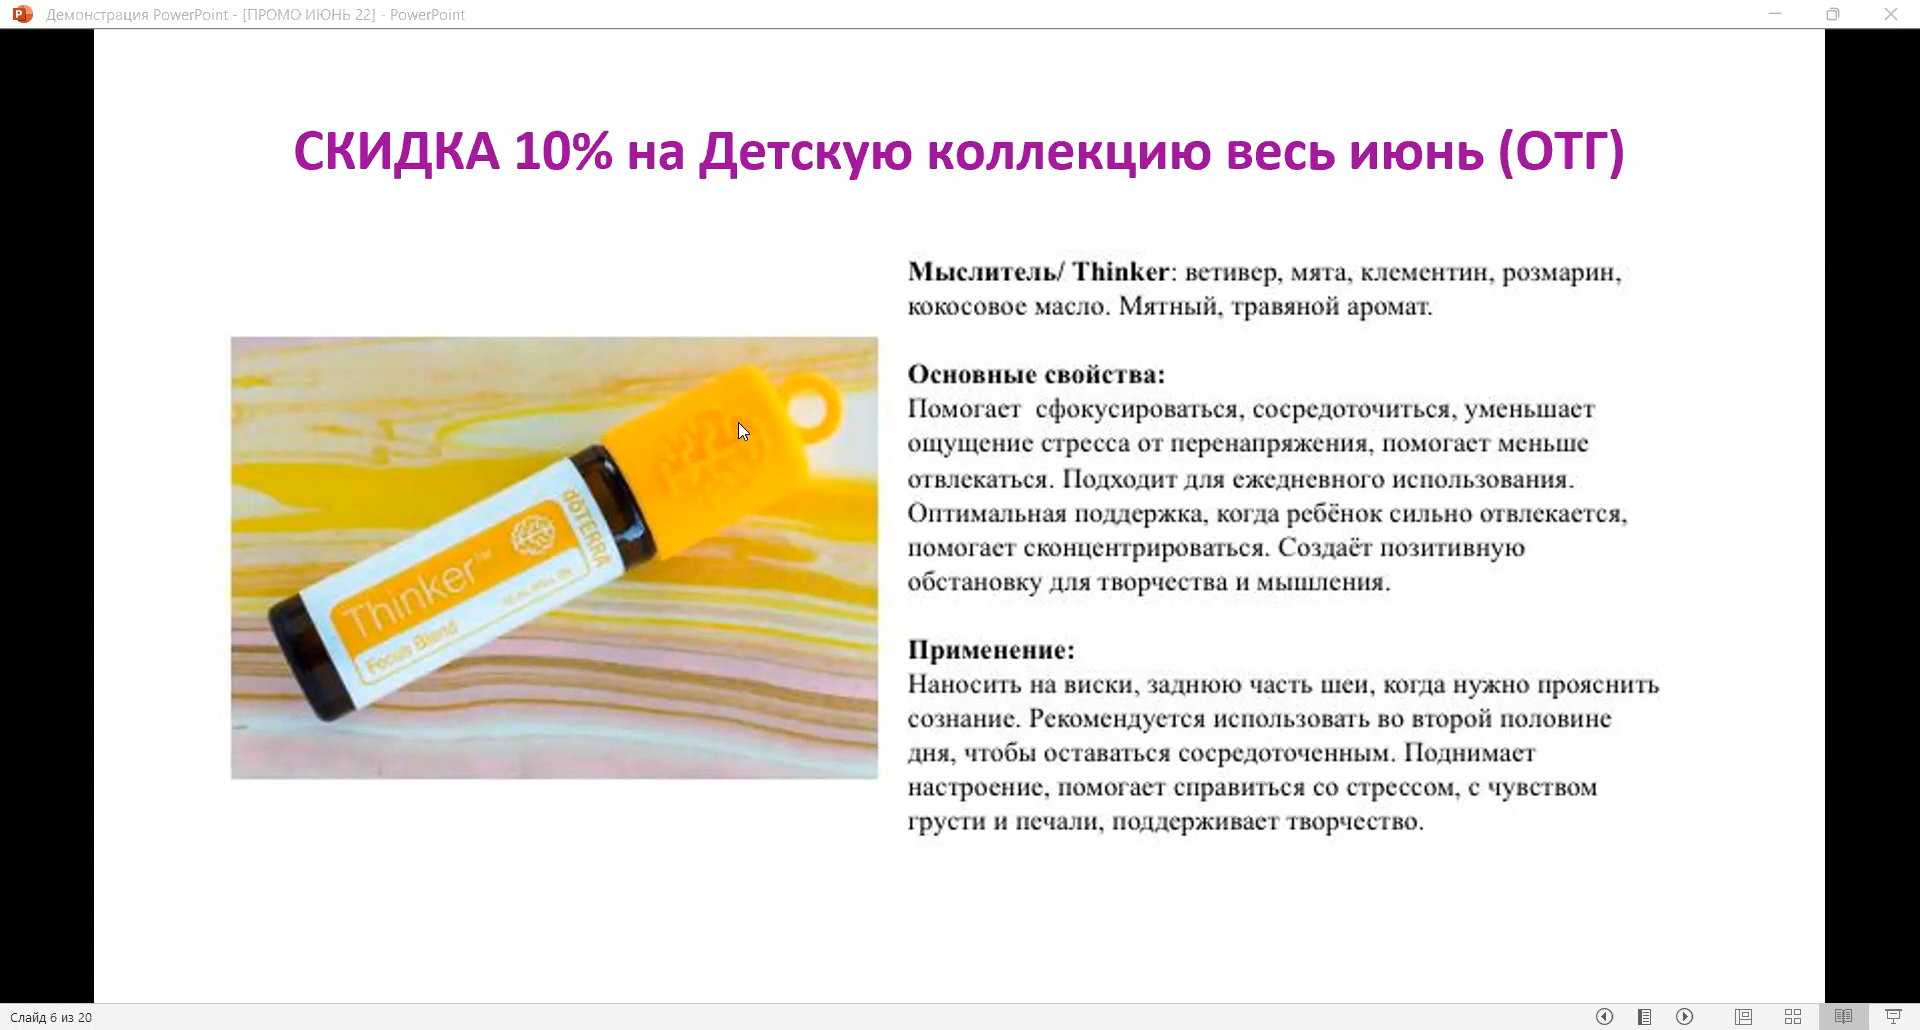 Демонстрация PowerPoint - [ПРОМО ИЮНЬ 22] - PowerPoint
СКИДКА 10% на Детскую коллекцию весь июнь (ОТГ)
Мыслитель/ Thinker: ветивер, мята, клементин, розмарин,
кокосовое масло. Мятный, травяной аромат.
Основные свойства:
Помогает сфокусироваться, сосредоточиться, уменьшает
ощущение стресса от перенапряжения, помогает меньше
отвлекаться. Подходит для ежедневного использования.
Оптимальная поддержка, когда ребёнок сильно отвлекается,
помогает сконцентрироваться. Создаёт позитивную
обстановку для творчества и мышления.
Применение:
Наносить на виски, заднюю часть шеи, когда нужно прояснить
сознание. Рекомендуется использовать во второй половине
дня, чтобы оставаться сосредоточенным. Поднимает
настроение, помогает справиться со стрессом, с чувством
грусти и печали, поддерживает творчество.
dōTERRA
Thinker™
Focus Blend
Слайд 6 из 20